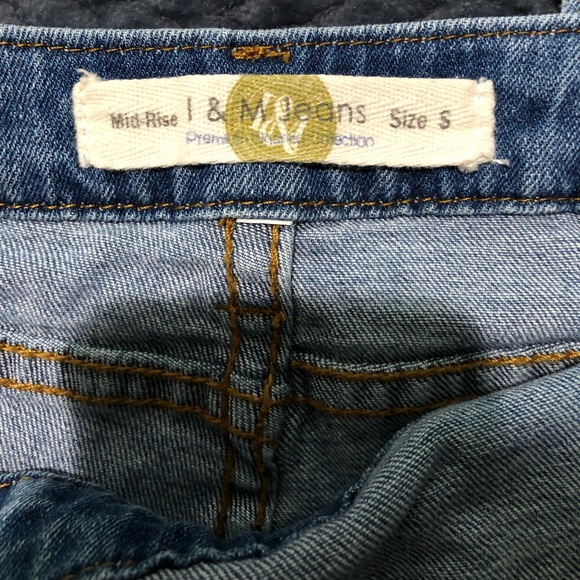 Mid-Rise I & M Jeans Size S
Premium Collection